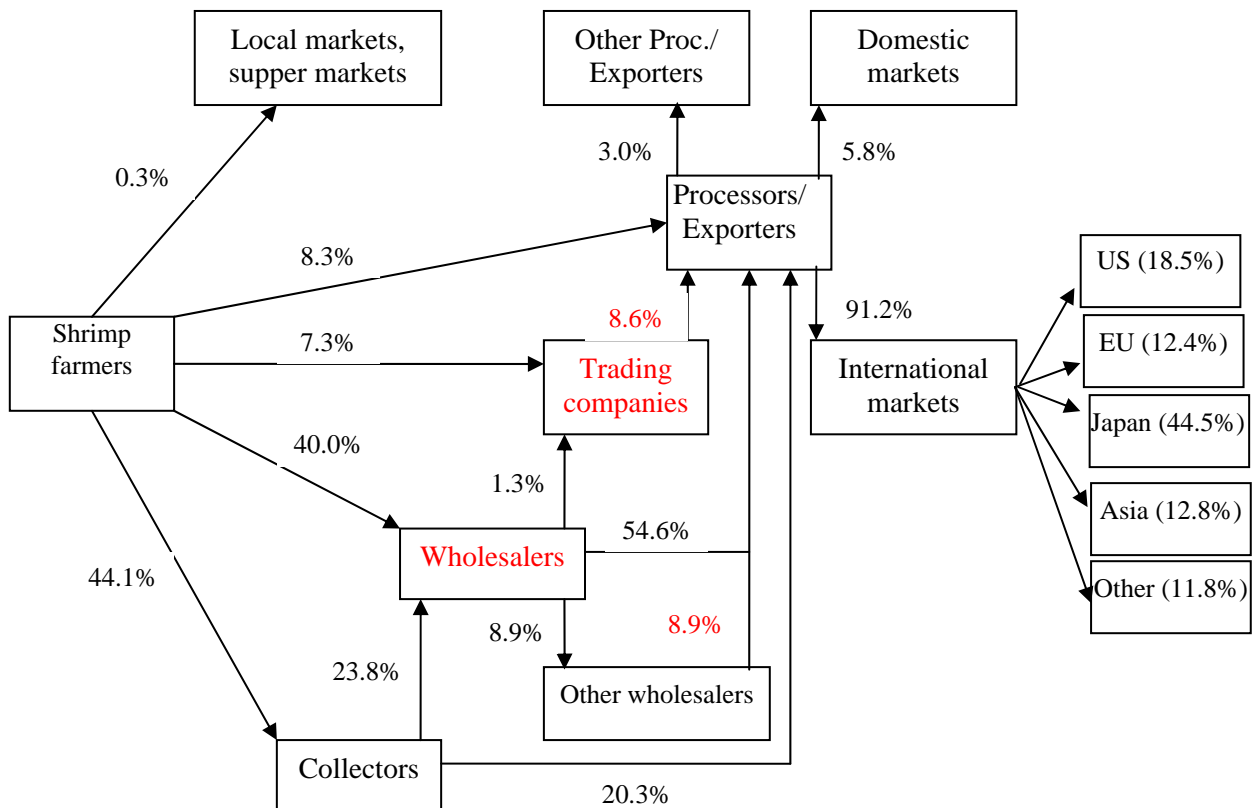 Local markets,
supper markets
Other Proc./
Exporters
Domestic
markets
3.0%
5.8%
0.3%
Processors/
Exporters
8.3%
US (18.5%)
8.6%
91.2%
Shrimp
farmers
7.3%
EU (12.4%)
Trading
companies
International
markets
Japan (44.5%)
40.0%
1.3%
Asia (12.8%)
54.6%
Wholesalers
44.1%
Other (11.8%)
8.9%
8.9%
23.8%
Other wholesalers
Collectors
20.3%